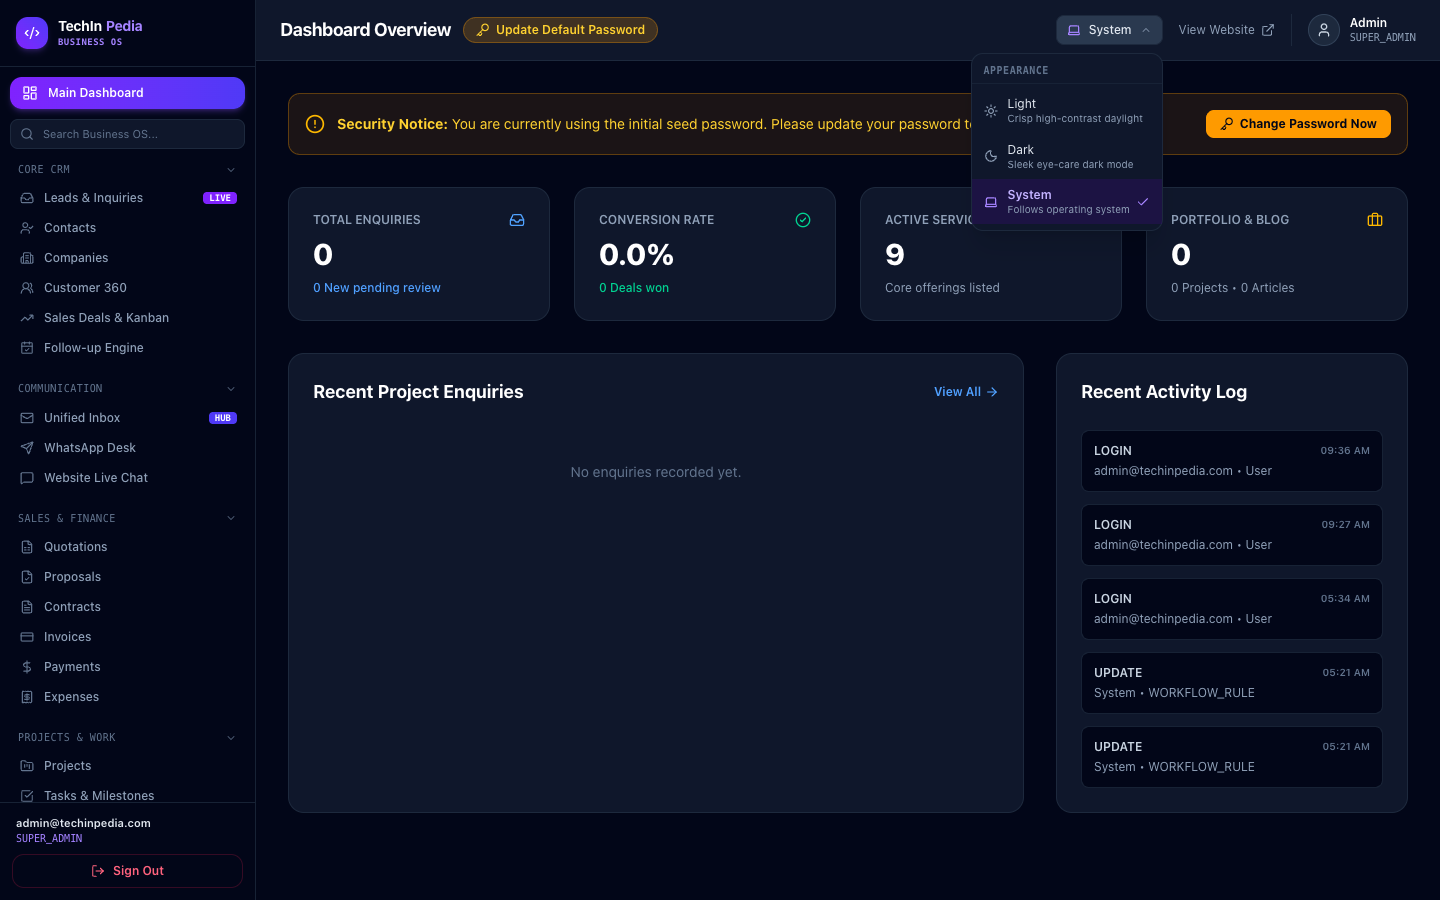 TechIn Pedia
BUSINESS OS
Main Dashboard
Search Business OS...
CORE CRM
Leads & Inquiries LIVE
Contacts
Companies
Customer 360
Sales Deals & Kanban
Follow-up Engine
COMMUNICATION
Unified Inbox HUB
WhatsApp Desk
Website Live Chat
SALES & FINANCE
Quotations
Proposals
Contracts
Invoices
Payments
Expenses
PROJECTS & WORK
Projects
Tasks & Milestones
admin@techinpedia.com
SUPER_ADMIN
Sign Out
Dashboard Overview
Update Default Password
System
View Website
Admin
SUPER_ADMIN
APPEARANCE
Light
Crisp high-contrast daylight
Dark
Sleek eye-care dark mode
System
Follows operating system
Security Notice: You are currently using the initial seed password. Please update your password
Change Password Now
TOTAL ENQUIRIES
0
0 New pending review
CONVERSION RATE
0.0%
0 Deals won
ACTIVE
9
Core offerings listed
PORTFOLIO & BLOG
0
0 Projects • 0 Articles
Recent Project Enquiries
View All
No enquiries recorded yet.
Recent Activity Log
LOGIN 09:36 AM
admin@techinpedia.com • User
LOGIN 09:27 AM
admin@techinpedia.com • User
LOGIN 05:34 AM
admin@techinpedia.com • User
UPDATE 05:21 AM
System • WORKFLOW_RULE
UPDATE 05:21 AM
System • WORKFLOW_RULE